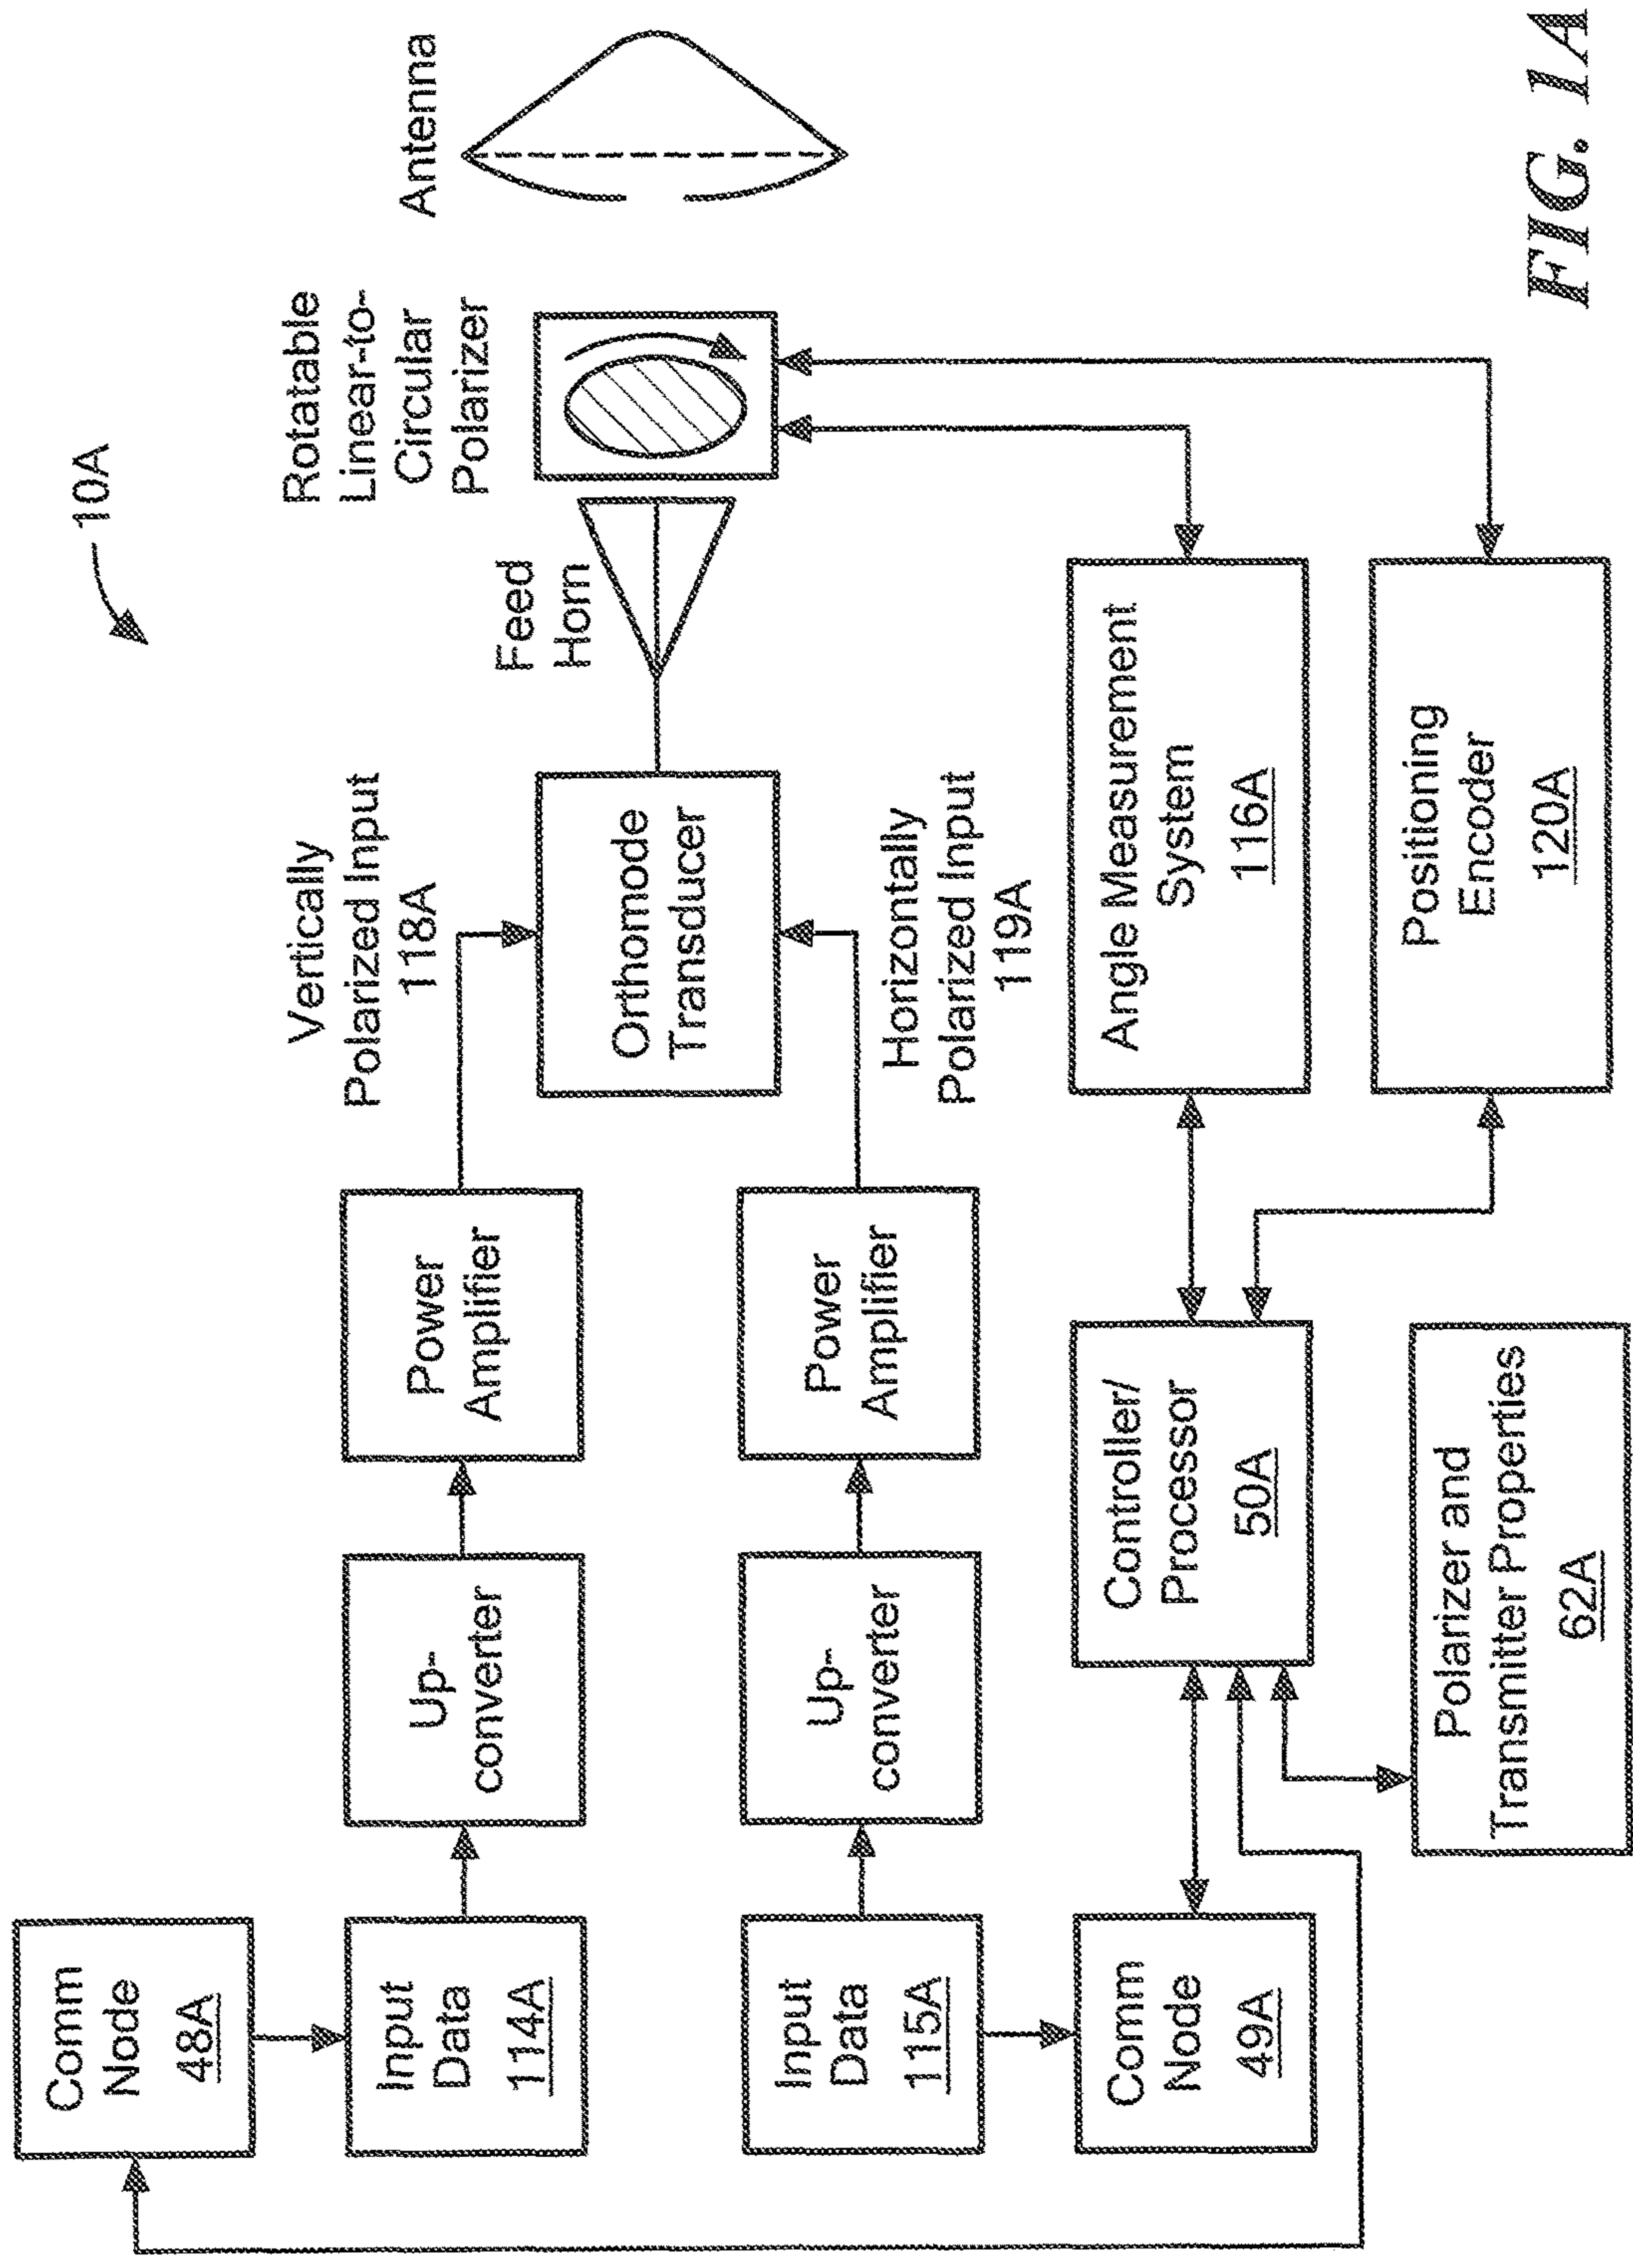 10A
Comm
Node
48A
Input
Data
114A
Up-
converter
Power
Amplifier
Vertically
Polarized Input
118A
Orthomode
Transducer
Feed
Horn
Rotatable
Linear-to-
Circular
Polarizer
Antenna
Input
Data
115A
Up-
converter
Power
Amplifier
Horizontally
Polarized Input
119A
Comm
Node
49A
Controller/
Processor
50A
Angle Measurement
System
116A
Polarizer and
Transmitter Properties
62A
Positioning
Encoder
120A
FIG. 1A